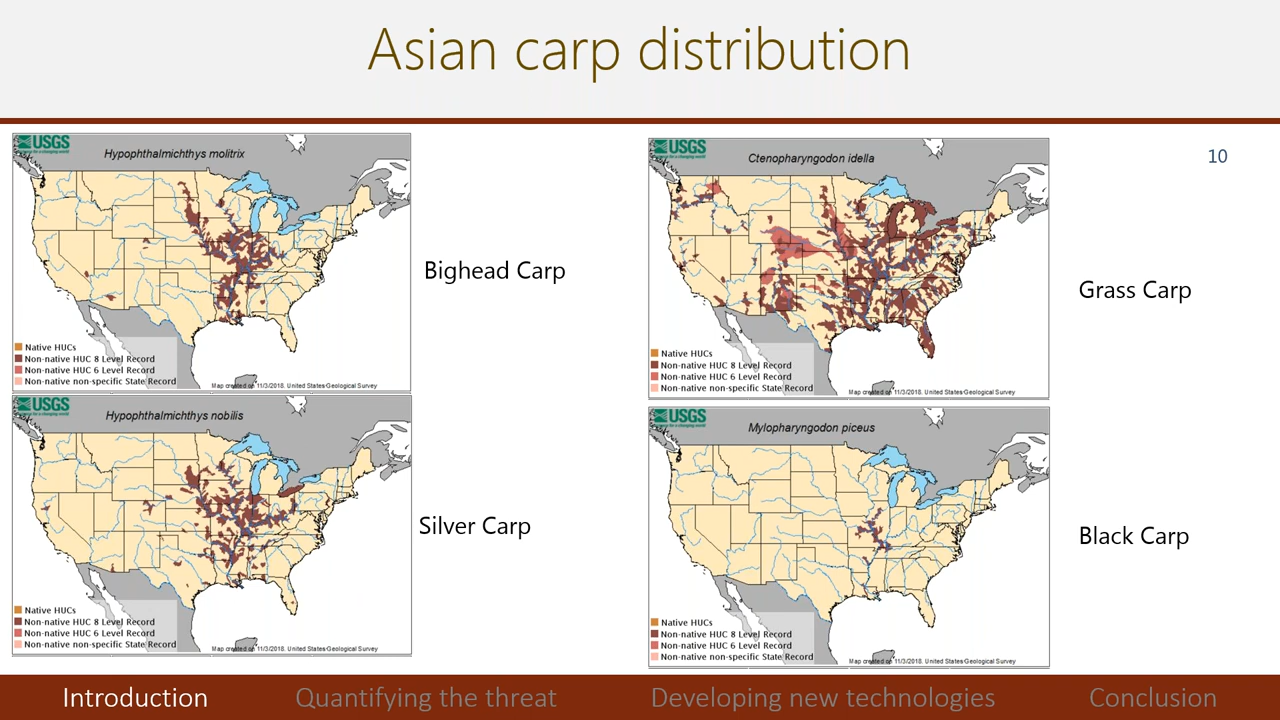 Asian carp distribution
10
USGS
Hypophthalmichthys molitrix
Native HUCs
Non-native HUC 8 Level Record
Non-native HUC 6 Level Record
Non-native non-specific State Record
Map created on 11/3/2018. United States Geological Survey
Bighead Carp
USGS
Ctenopharyngodon idella
Native HUCs
Non-native HUC 8 Level Record
Non-native HUC 6 Level Record
Non-native non-specific State Record
Map created on 11/3/2018. United States Geological Survey
Grass Carp
USGS
Hypophthalmichthys nobilis
Native HUCs
Non-native HUC 8 Level Record
Non-native HUC 6 Level Record
Non-native non-specific State Record
Map created on 11/3/2018. United States Geological Survey
Silver Carp
USGS
Mylopharyngodon piceus
Native HUCs
Non-native HUC 8 Level Record
Non-native HUC 6 Level Record
Non-native non-specific State Record
Map created on 11/3/2018. United States Geological Survey
Black Carp
Introduction Quantifying the threat Developing new technologies Conclusion